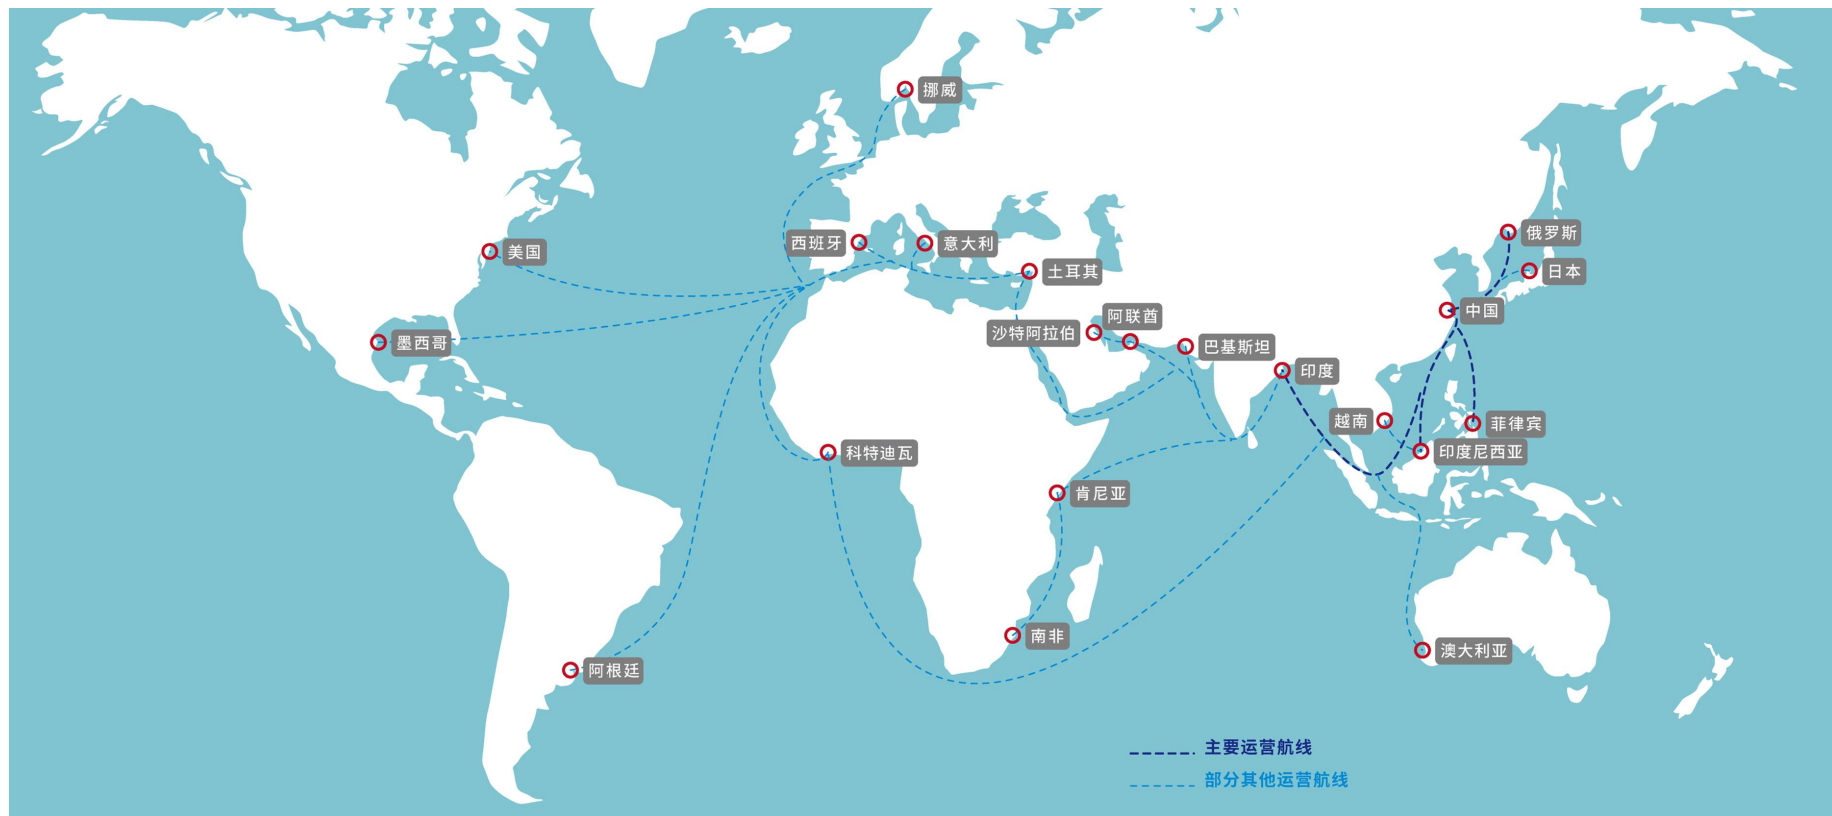 挪威
西班牙
意大利
俄罗斯
美国
土耳其
日本
中国
阿联酋
沙特阿拉伯
墨西哥
巴基斯坦
印度
越南
菲律宾
科特迪瓦
印度尼西亚
肯尼亚
南非
澳大利亚
阿根廷
主要运营航线
部分其他运营航线